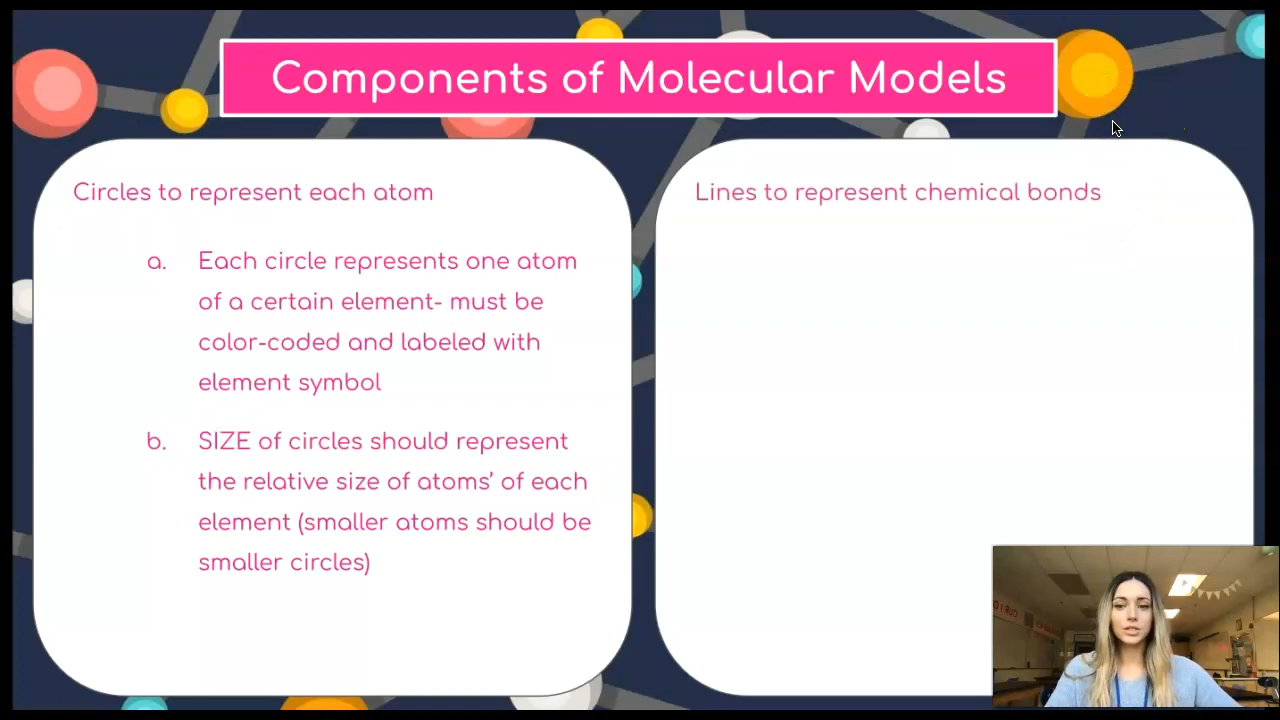 Components of Molecular Models
Circles to represent each atom
a. Each circle represents one atom
of a certain element- must be
color-coded and labeled with
element symbol
b. SIZE of circles should represent
the relative size of atoms’ of each
element (smaller atoms should be
smaller circles)
Lines to represent chemical bonds